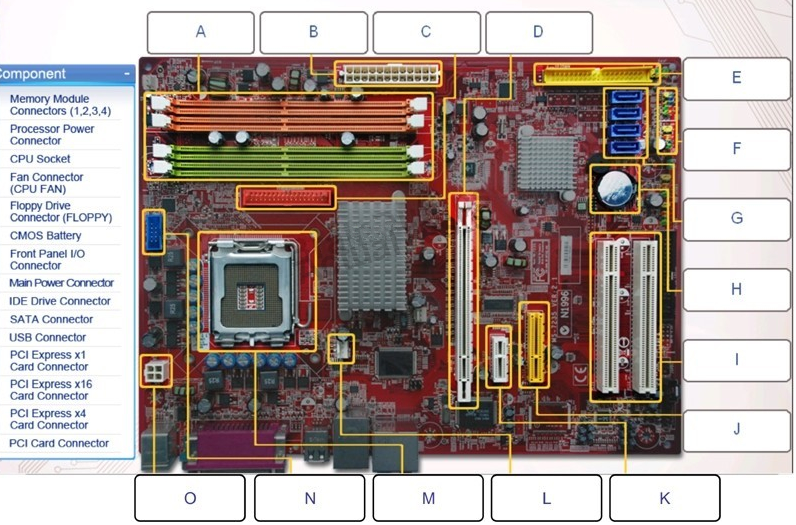 A
B
C
D
omponent -
Memory Module
Connectors (1,2,3,4)
Processor Power
Connector
CPU Socket
Fan Connector
(CPU FAN)
Floppy Drive
Connector (FLOPPY)
CMOS Battery
Front Panel I/O
Connector
Main Power Connector
IDE Drive Connector
SATA Connector
USB Connector
PCI Express x1
Card Connector
PCI Express x16
Card Connector
PCI Express x4
Card Connector
PCI Card Connector
E
F
G
H
I
J
N1996
CE
O
N
M
L
K